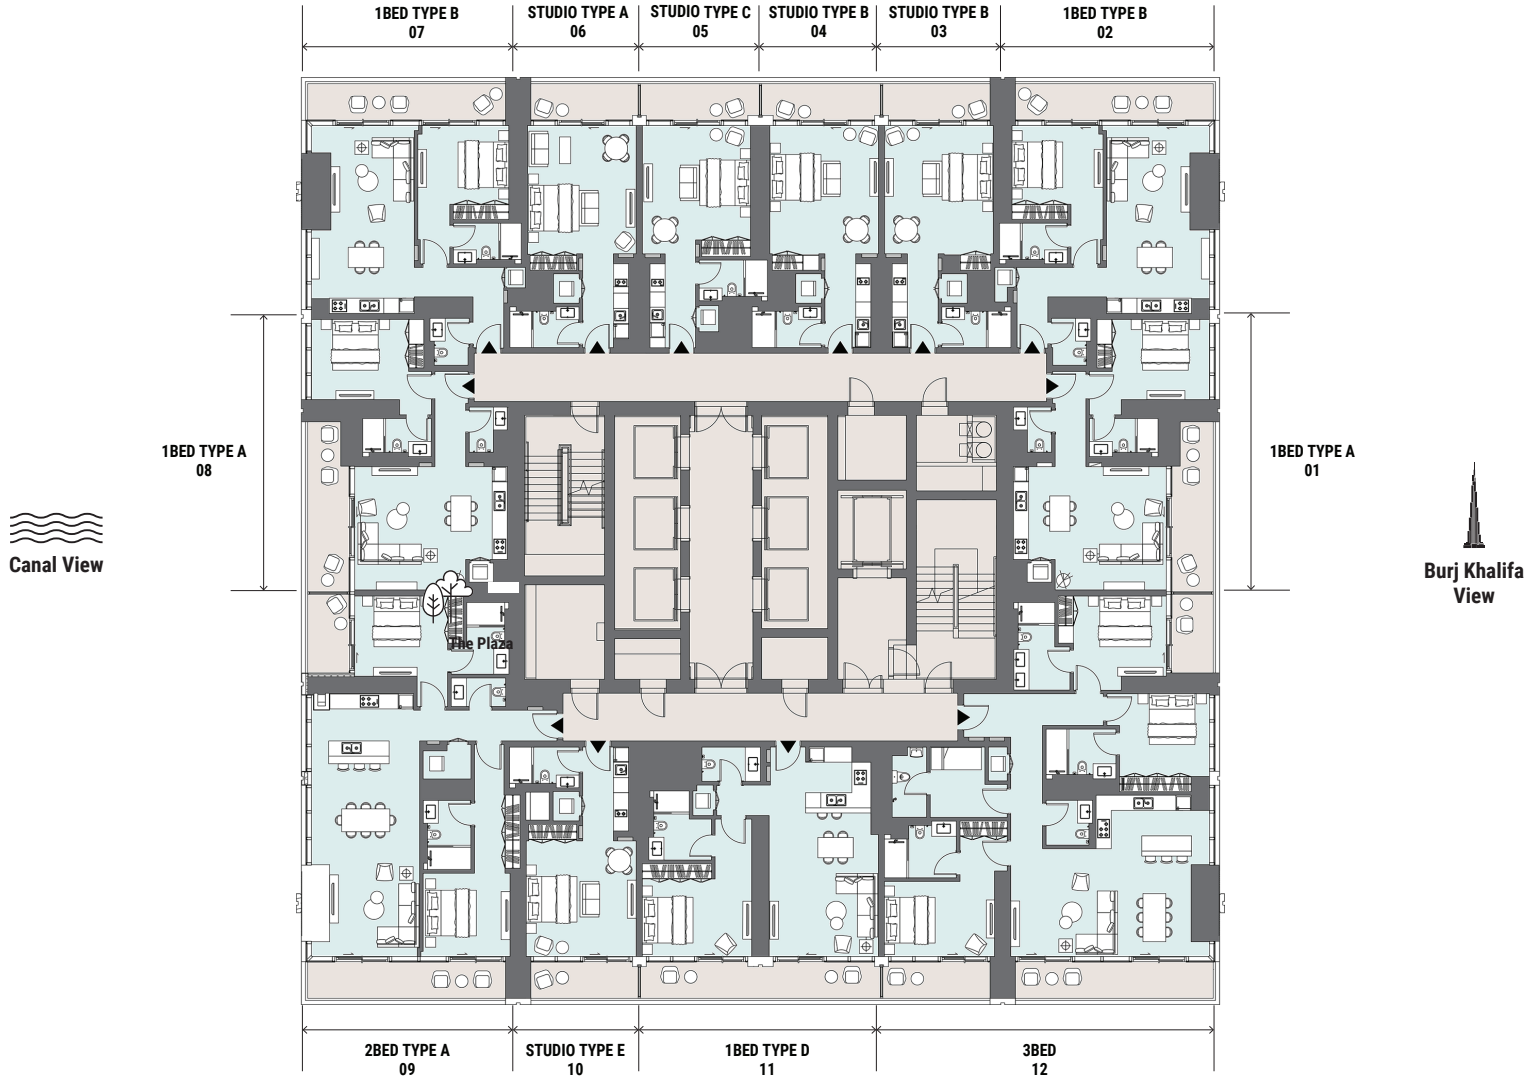 1BED TYPE B
07
STUDIO TYPE A
06
STUDIO TYPE C
05
STUDIO TYPE B
04
STUDIO TYPE B
03
1BED TYPE B
02
1BED TYPE A
08
1BED TYPE A
01
Canal View
Burj Khalifa
View
The Plaza
2BED TYPE A
09
STUDIO TYPE E
10
1BED TYPE D
11
3BED
12